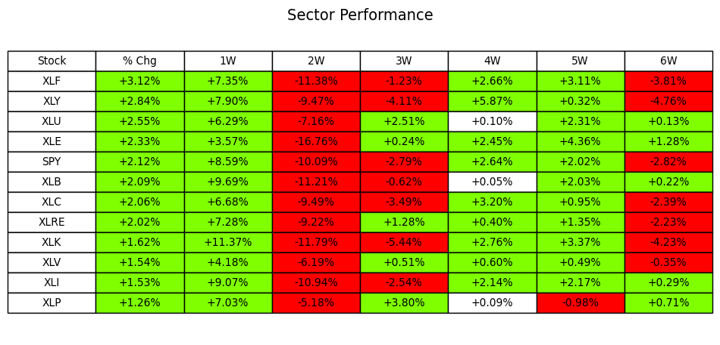 Sector Performance
Stock % Chg 1W 2W 3W 4W 5W 6W
XLF +3.12% +7.35% -11.38% -1.23% +2.66% +3.11% -3.81%
XLY +2.84% +7.90% -9.47% -4.11% +5.87% +0.32% -4.76%
XLU +2.55% +6.29% -7.16% +2.51% +0.10% +2.31% +0.13%
XLE +2.33% +3.57% -16.76% +0.24% +2.45% +4.36% +1.28%
SPY +2.12% +8.59% -10.09% -2.79% +2.64% +2.02% -2.82%
XLB +2.09% +9.69% -11.21% -0.62% +0.05% +2.03% +0.22%
XLC +2.06% +6.68% -9.49% -3.49% +3.20% +0.95% -2.39%
XLRE +2.02% +7.28% -9.22% +1.28% +0.40% +1.35% -2.23%
XLK +1.62% +11.37% -11.79% -5.44% +2.76% +3.37% -4.23%
XLV +1.54% +4.18% -6.19% +0.51% +0.60% +0.49% -0.35%
XLI +1.53% +9.07% -10.94% -2.54% +2.14% +2.17% +0.29%
XLP +1.26% +7.03% -5.18% +3.80% +0.09% -0.98% +0.71%